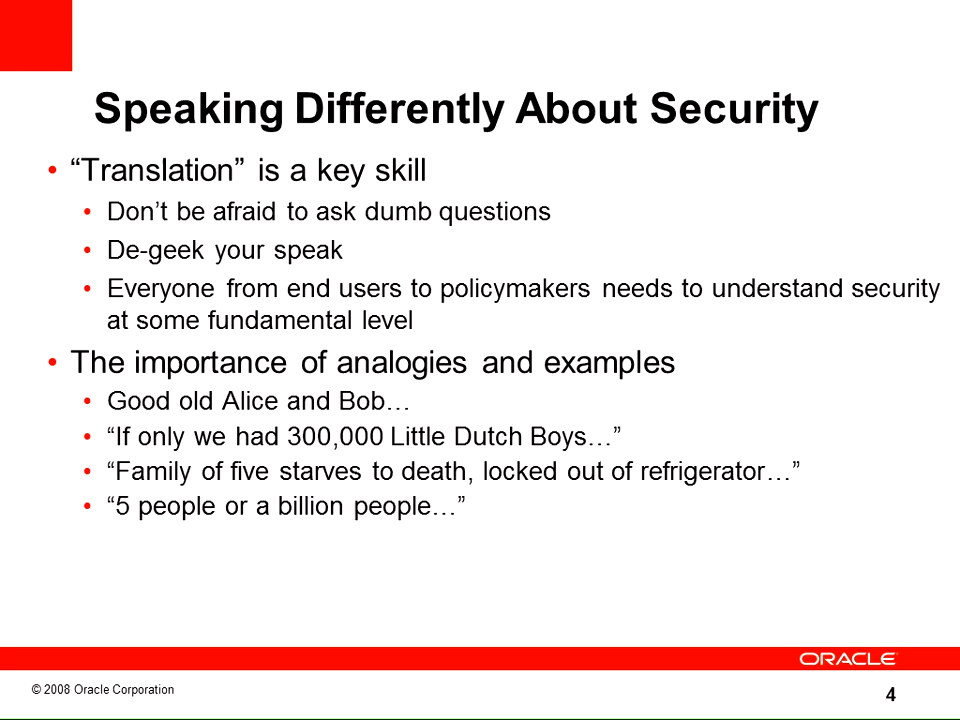 Speaking Differently About Security
• “Translation” is a key skill
• Don’t be afraid to ask dumb questions
• De-geek your speak
• Everyone from end users to policymakers needs to understand security
at some fundamental level
• The importance of analogies and examples
• Good old Alice and Bob…
• “If only we had 300,000 Little Dutch Boys…”
• “Family of five starves to death, locked out of refrigerator…”
• “5 people or a billion people…”
ORACLE
© 2008 Oracle Corporation
4